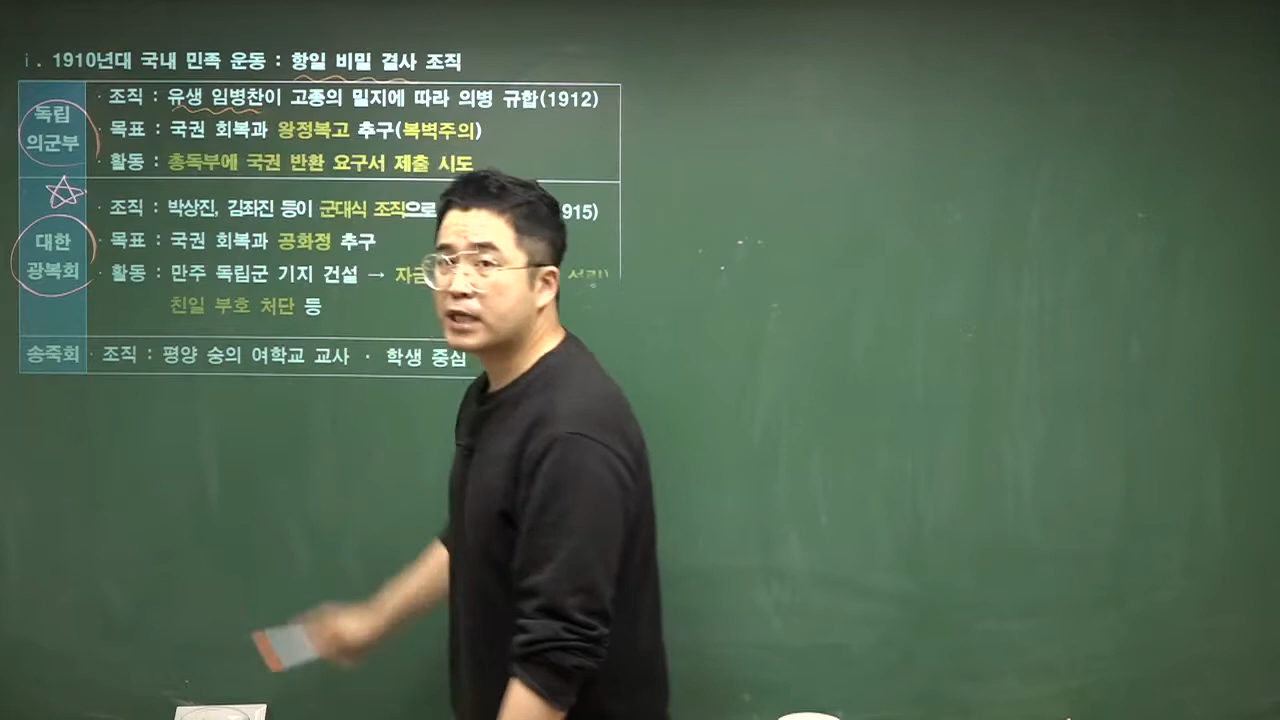 ⅰ. 1910년대 국내 민족 운동 : 항일 비밀 결사 조직
독립
의군부
· 조직 : 유생 임병찬이 고종의 밀지에 따라 의병 규합(1912)
· 목표 : 국권 회복과 왕정복고 추구(복벽주의)
· 활동 : 총독부에 국권 반환 요구서 제출 시도
대한
광복회
· 조직 : 박상진, 김좌진 등이 군대식 조직으로 915)
· 목표 : 국권 회복과 공화정 추구
· 활동 : 만주 독립군 기지 건설 →
친일 부호 처단 등
송죽회
· 조직 : 평양 숭의 여학교 교사 · 학생 중심